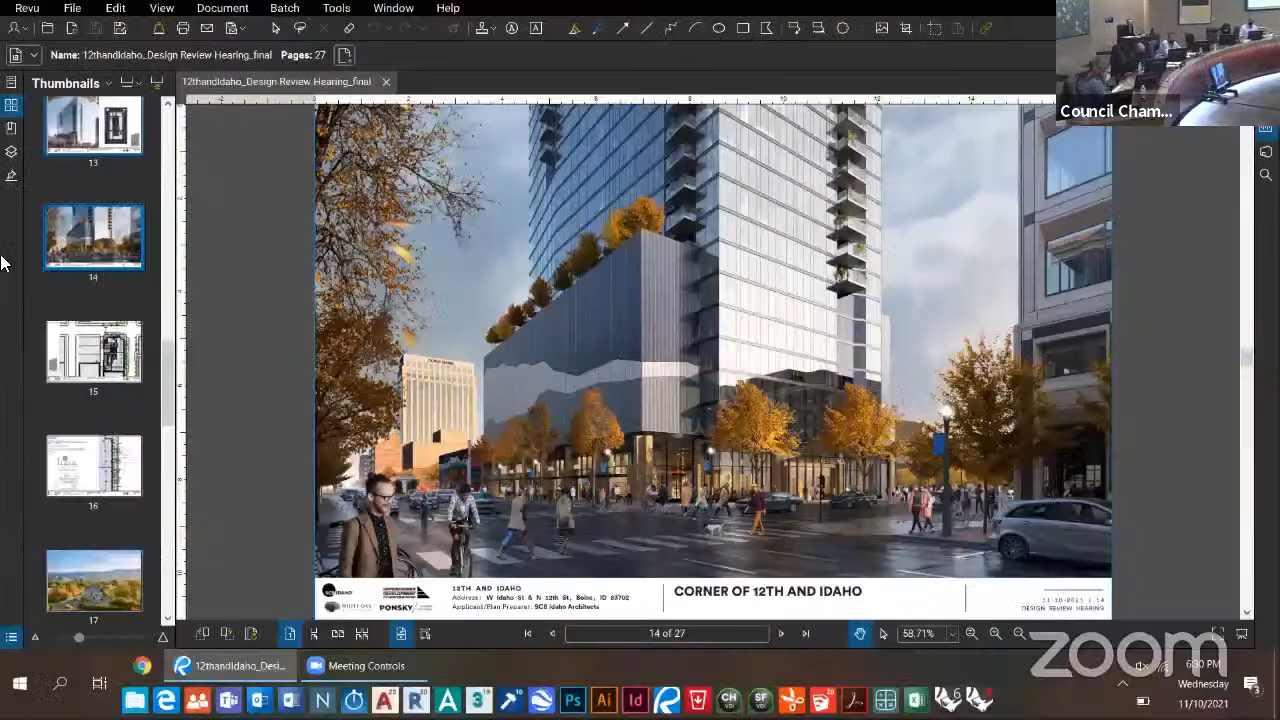 Revu File Edit View Document Batch Tools Window Help
Name: 12thandIdaho_Design Review Hearing_final Pages: 27
Thumbnails
12thandIdaho_Design Review Hearing_final
Council Cham...
13
14
15
16
17
12TH AND IDAHO
Address: W Idaho St & N 12th St, Boise, ID 83702
Applicant/Plan Preparer: SCB Idaho Architects
PONSKY
CORNER OF 12TH AND IDAHO
11-10-2021 | 14
DESIGN REVIEW HEARING
14 of 27
58.71%
zoom
12thandIdaho_Desi...
Meeting Controls
6:30 PM
Wednesday
11/10/2021
3